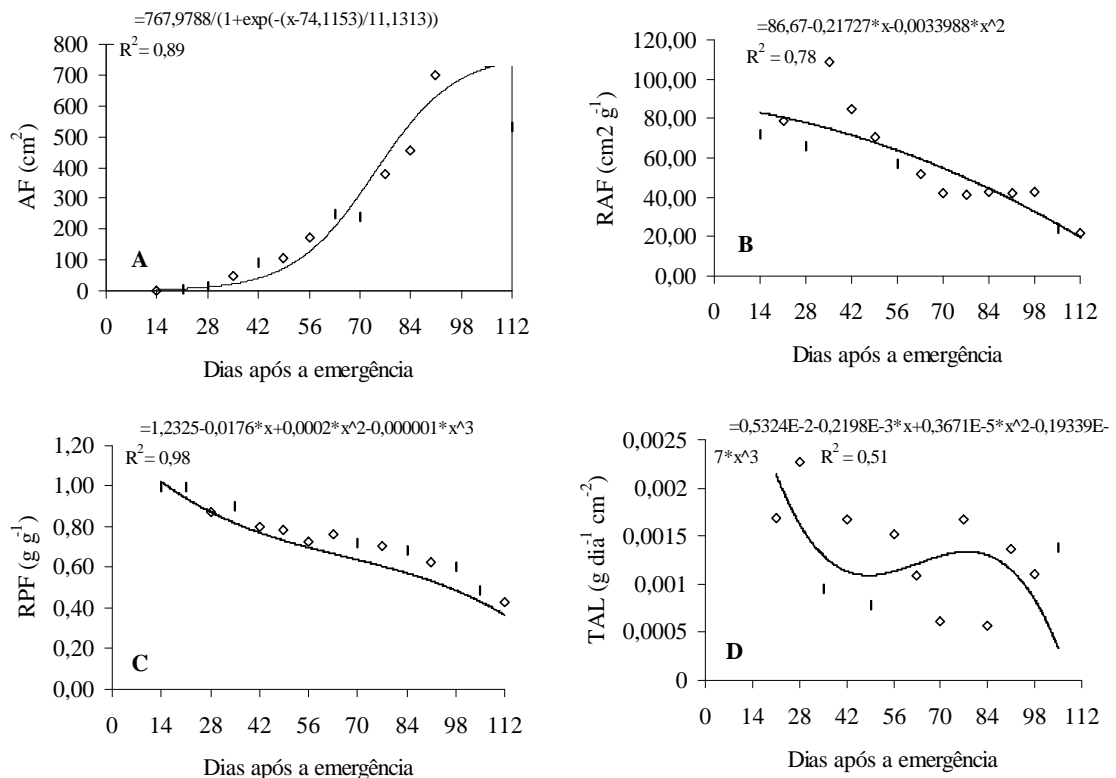 =767,9788/(1+exp(-(x-74,1153)/11,1313))
R² = 0,89
800
700
600
500
400
300
200
100
0
AF (cm²)
A
0 14 28 42 56 70 84 98 112
Dias após a emergência
=86,67-0,21727*x-0,0033988*x^2
R² = 0,78
120,00
100,00
80,00
60,00
40,00
20,00
0,00
RAF (cm2 g⁻¹)
B
0 14 28 42 56 70 84 98 112
Dias após a emergência
=1,2325-0,0176*x+0,0002*x^2-0,000001*x^3
R² = 0,98
1,20
1,00
0,80
0,60
0,40
0,20
0,00
RPF (g g⁻¹)
C
0 14 28 42 56 70 84 98 112
Dias após a emergência
=0,5324E-2-0,2198E-3*x+0,3671E-5*x^2-0,19339E-
7*x^3 R² = 0,51
0,0025
0,002
0,0015
0,001
0,0005
0
TAL (g dia⁻¹ cm⁻²)
D
0 14 28 42 56 70 84 98 112
Dias após a emergência